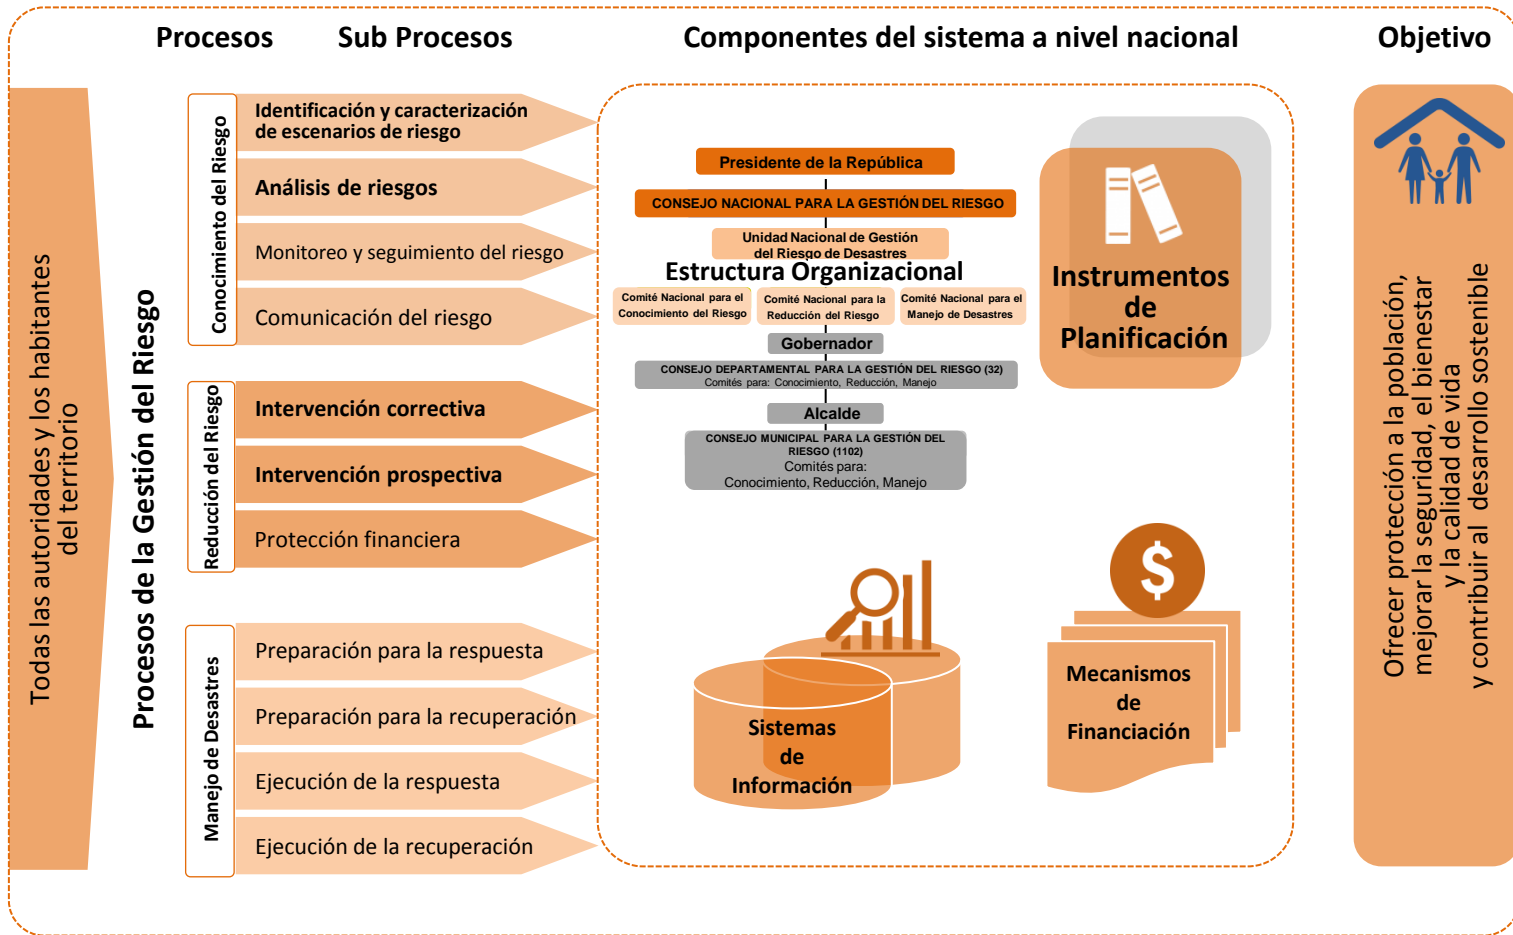 Procesos
Sub Procesos
Componentes del sistema a nivel nacional
Objetivo
Todas las autoridades y los habitantes
del territorio
Procesos de la Gestión del Riesgo
Conocimiento del Riesgo
Identificación y caracterización
de escenarios de riesgo
Análisis de riesgos
Monitoreo y seguimiento del riesgo
Comunicación del riesgo
Reducción del Riesgo
Intervención correctiva
Intervención prospectiva
Protección financiera
Manejo de Desastres
Preparación para la respuesta
Preparación para la recuperación
Ejecución de la respuesta
Ejecución de la recuperación
Presidente de la República
CONSEJO NACIONAL PARA LA GESTIÓN DEL RIESGO
Unidad Nacional de Gestión
del Riesgo de Desastres
Estructura Organizacional
Comité Nacional para el
Conocimiento del Riesgo
Comité Nacional para la
Reducción del Riesgo
Comité Nacional para el
Manejo de Desastres
Gobernador
CONSEJO DEPARTAMENTAL PARA LA GESTIÓN DEL RIESGO (32)
Comités para: Conocimiento, Reducción, Manejo
Alcalde
CONSEJO MUNICIPAL PARA LA GESTIÓN DEL
RIESGO (1102)
Comités para:
Conocimiento, Reducción, Manejo
Instrumentos
de
Planificación
Sistemas
de
Información
$
Mecanismos
de
Financiación
Ofrecer protección a la población,
mejorar la seguridad, el bienestar
y la calidad de vida
y contribuir al desarrollo sostenible